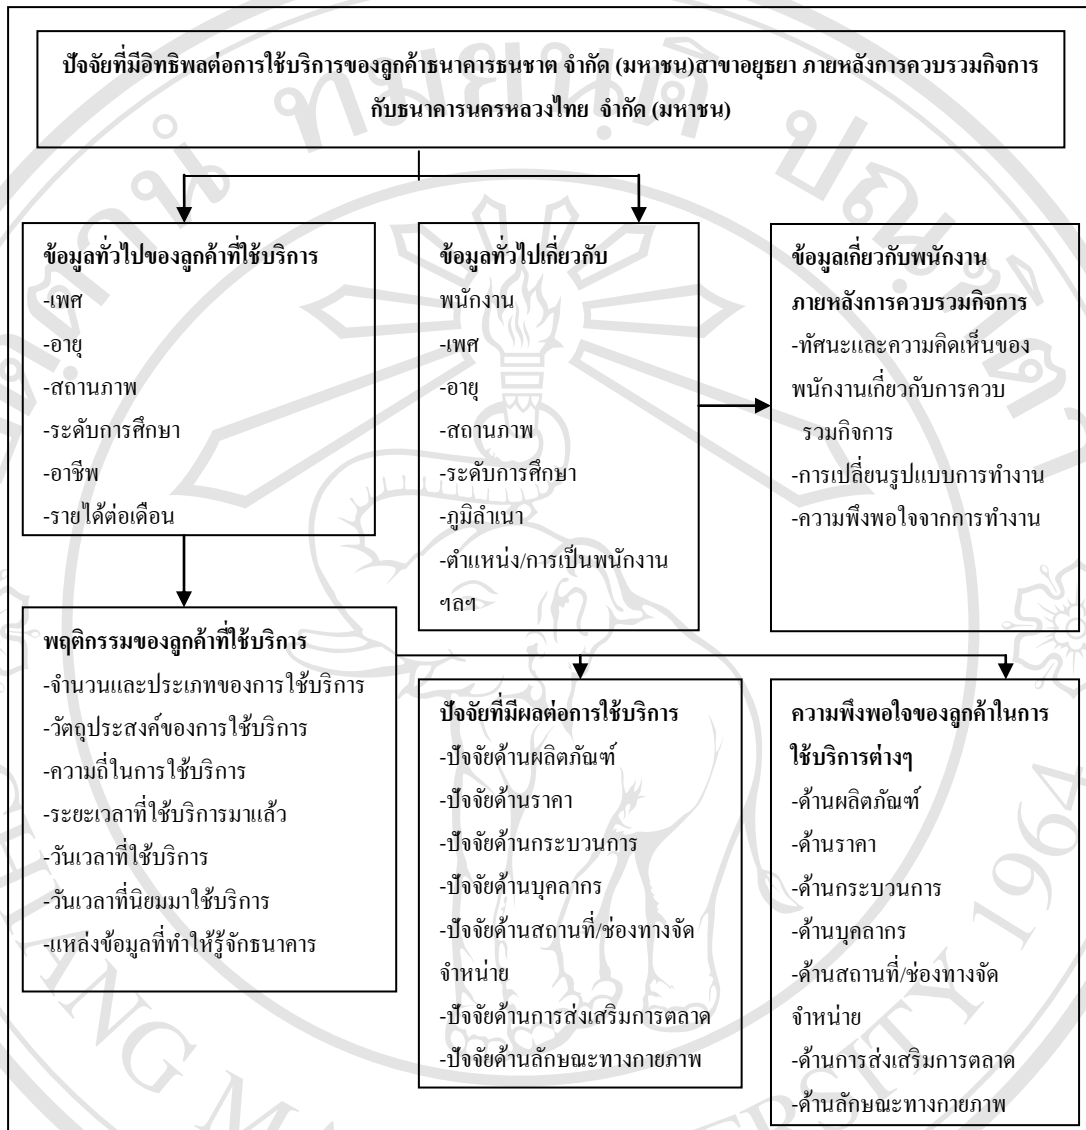 ปัจจัยที่มีอิทธิพลต่อการใช้บริการของลูกค้าธนาคารธนชาต จำกัด (มหาชน)สาขาอยุธยา ภายหลังการควบรวมกิจการ
กับธนาคารนครหลวงไทย จำกัด (มหาชน)
ข้อมูลทั่วไปของลูกค้าที่ใช้บริการ
-เพศ
-อายุ
-สถานภาพ
-ระดับการศึกษา
-อาชีพ
-รายได้ต่อเดือน
ข้อมูลทั่วไปเกี่ยวกับ
พนักงาน
-เพศ
-อายุ
-สถานภาพ
-ระดับการศึกษา
-ภูมิลำเนา
-ตำแหน่ง/การเป็นพนักงาน
ฯลฯ
ข้อมูลเกี่ยวกับพนักงาน
ภายหลังการควบรวมกิจการ
-ทัศนะและความคิดเห็นของ
พนักงานเกี่ยวกับการควบ
รวมกิจการ
-การเปลี่ยนรูปแบบการทำงาน
-ความพึงพอใจจากการทำงาน
พฤติกรรมของลูกค้าที่ใช้บริการ
-จำนวนและประเภทของการใช้บริการ
-วัตถุประสงค์ของการใช้บริการ
-ความถี่ในการใช้บริการ
-ระยะเวลาที่ใช้บริการมาแล้ว
-วันเวลาที่ใช้บริการ
-วันเวลาที่นิยมมาใช้บริการ
-แหล่งข้อมูลที่ทำให้รู้จักธนาคาร
ปัจจัยที่มีผลต่อการใช้บริการ
-ปัจจัยด้านผลิตภัณฑ์
-ปัจจัยด้านราคา
-ปัจจัยด้านกระบวนการ
-ปัจจัยด้านบุคลากร
-ปัจจัยด้านสถานที่/ช่องทางจัด
จำหน่าย
-ปัจจัยด้านการส่งเสริมการตลาด
-ปัจจัยด้านลักษณะทางกายภาพ
ความพึงพอใจของลูกค้าในการ
ใช้บริการต่างๆ
-ด้านผลิตภัณฑ์
-ด้านราคา
-ด้านกระบวนการ
-ด้านบุคลากร
-ด้านสถานที่/ช่องทางจัด
จำหน่าย
-ด้านการส่งเสริมการตลาด
-ด้านลักษณะทางกายภาพ